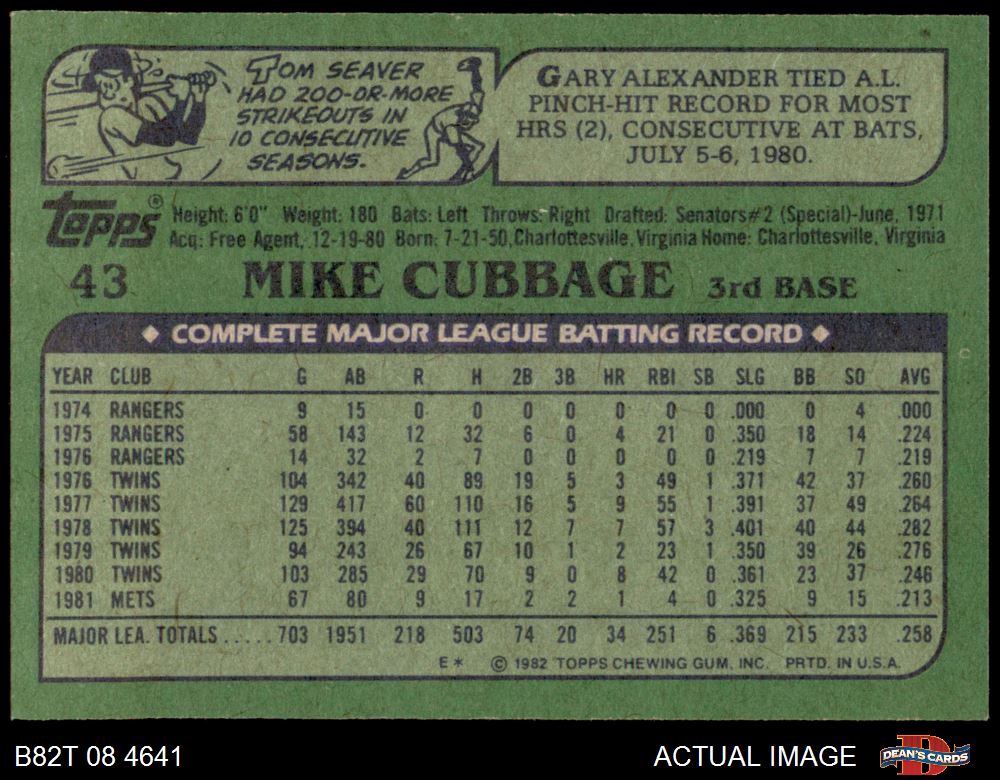 TOM SEAVER
HAD 200-OR-MORE
STRIKEOUTS IN
10 CONSECUTIVE
SEASONS.
GARY ALEXANDER TIED A.L.
PINCH-HIT RECORD FOR MOST
HRS (2), CONSECUTIVE AT BATS,
JULY 5-6, 1980.
Topps®
Height: 6'0" Weight: 180 Bats: Left Throws: Right Drafted: Senators #2 (Special)-June, 1971
Acq: Free Agent, 12-19-80 Born: 7-21-50, Charlottesville, Virginia Home: Charlottesville, Virginia
43 MIKE CUBBAGE 3rd BASE
◆ COMPLETE MAJOR LEAGUE BATTING RECORD ◆
YEAR CLUB G AB R H 2B 3B HR RBI SB SLG BB SO AVG
1974 RANGERS 9 15 0 0 0 0 0 0 0 .000 0 4 .000
1975 RANGERS 58 143 12 32 6 0 4 21 0 .350 18 14 .224
1976 RANGERS 14 32 2 7 0 0 0 0 0 .219 7 7 .219
1976 TWINS 104 342 40 89 19 5 3 49 1 .371 42 37 .260
1977 TWINS 129 417 60 110 16 5 9 55 1 .391 37 49 .264
1978 TWINS 125 394 40 111 12 7 7 57 3 .401 40 44 .282
1979 TWINS 94 243 26 67 10 1 2 23 1 .350 39 26 .276
1980 TWINS 103 285 29 70 9 0 8 42 0 .361 23 37 .246
1981 METS 67 80 9 17 2 2 1 4 0 .325 9 15 .213
MAJOR LEA. TOTALS ..... 703 1951 218 503 74 20 34 251 6 .369 215 233 .258
E* © 1982 TOPPS CHEWING GUM, INC. PRTD. IN U.S.A.
B82T 08 4641 ACTUAL IMAGE DEAN'S CARDS